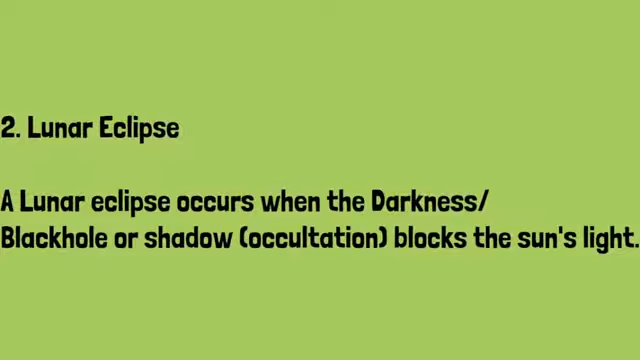 2. Lunar Eclipse
A Lunar eclipse occurs when the Darkness/
Blackhole or shadow (occultation) blocks the sun's light.